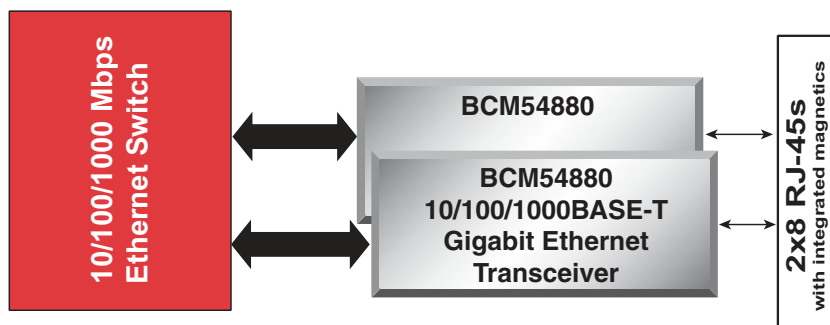 10/100/1000 Mbps
Ethernet Switch
BCM54880
BCM54880
10/100/1000BASE-T
Gigabit Ethernet
Transceiver
2x8 RJ-45s
with integrated magnetics